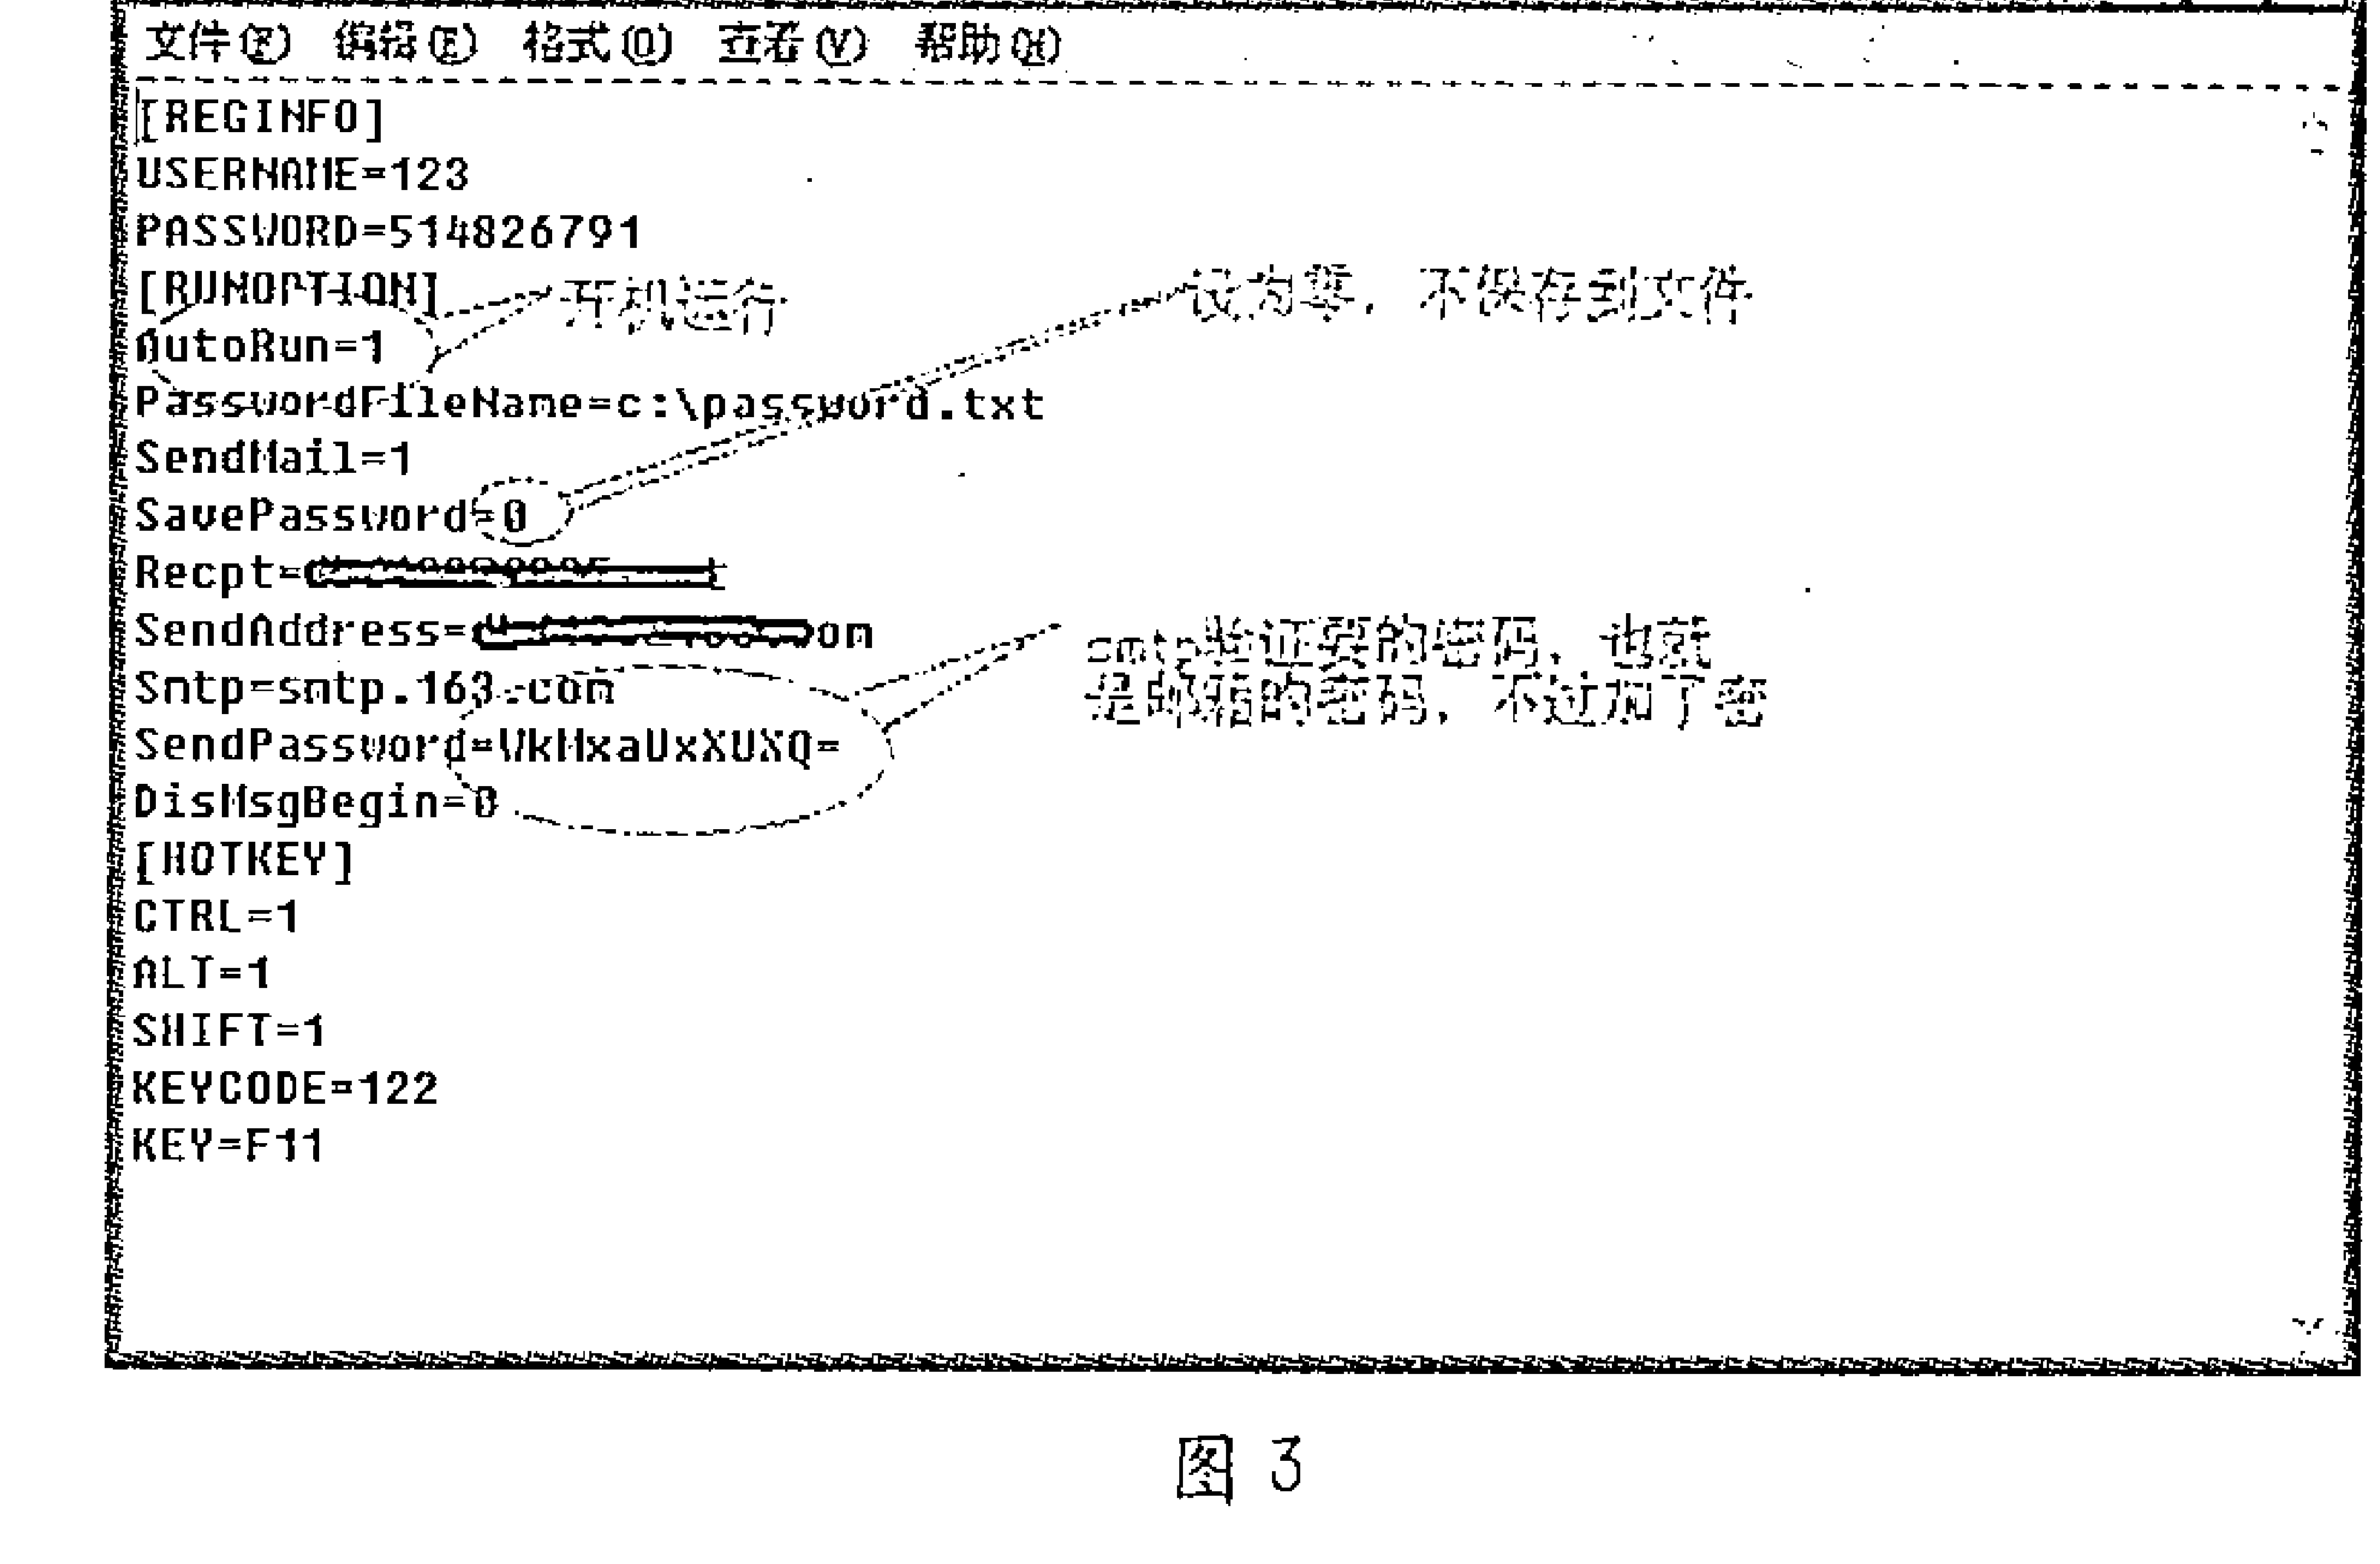 文件(F) 编辑(E) 格式(O) 查看(V) 帮助(H)
[REGINFO]
USERNAME=123
PASSWORD=514826791
[RUNOPTION]
开机运行
设为零，不保存到文件
AutoRun=1
PasswordFileName=c:\password.txt
SendMail=1
SavePassword=0
Recpt=
SendAddress= om
smtp验证要的密码，也就
是邮箱的密码，不过加了密
Smtp=smtp.163.com
SendPassword=
DisMsgBegin=0
[HOTKEY]
CTRL=1
ALT=1
SHIFT=1
KEYCODE=122
KEY=F11
图 3